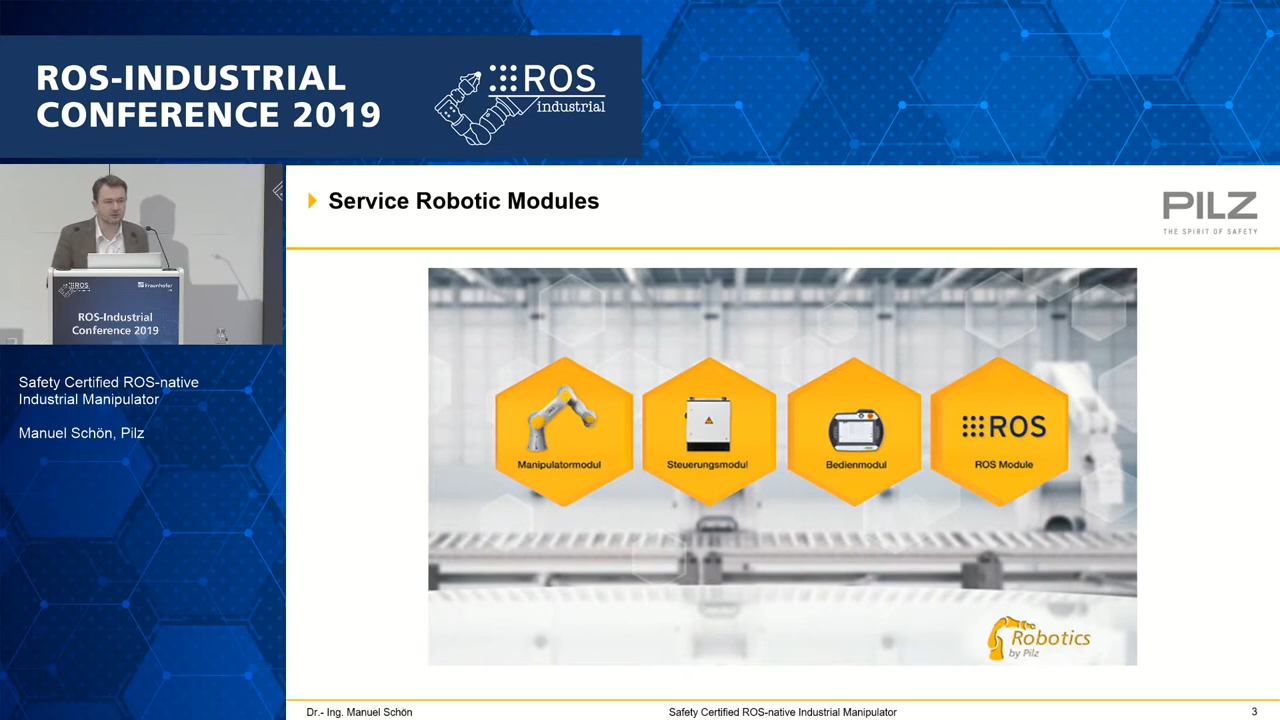 ROS-INDUSTRIAL
CONFERENCE 2019
ROS
industrial
ROS
Fraunhofer
ROS-Industrial
Conference 2019
Safety Certified ROS-native
Industrial Manipulator
Manuel Schön, Pilz
Service Robotic Modules
PILZ
THE SPIRIT OF SAFETY
Manipulatormodul
Steuerungsmodul
Bedienmodul
ROS
ROS Module
Robotics
by Pilz
Dr.- Ing. Manuel Schön
Safety Certified ROS-native Industrial Manipulator
3